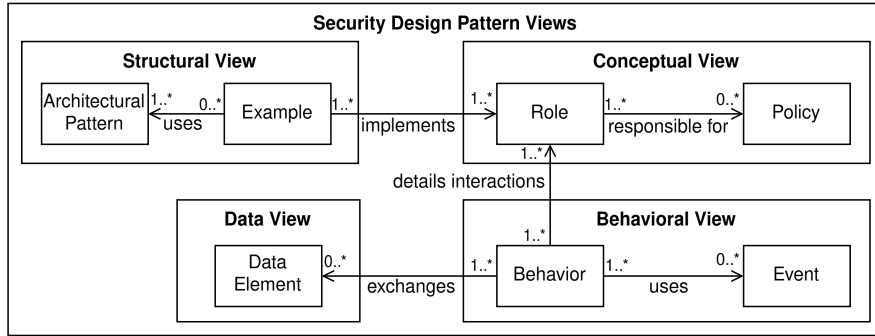 Security Design Pattern Views
Structural View
Conceptual View
Architectural
Pattern
1..*
uses
0..*
Example
1..*
implements
1..*
Role
1..*
responsible for
0..*
Policy
1..*
details interactions
Data View
Behavioral View
1..*
Data
Element
0..*
exchanges
1..*
Behavior
1..*
uses
0..*
Event